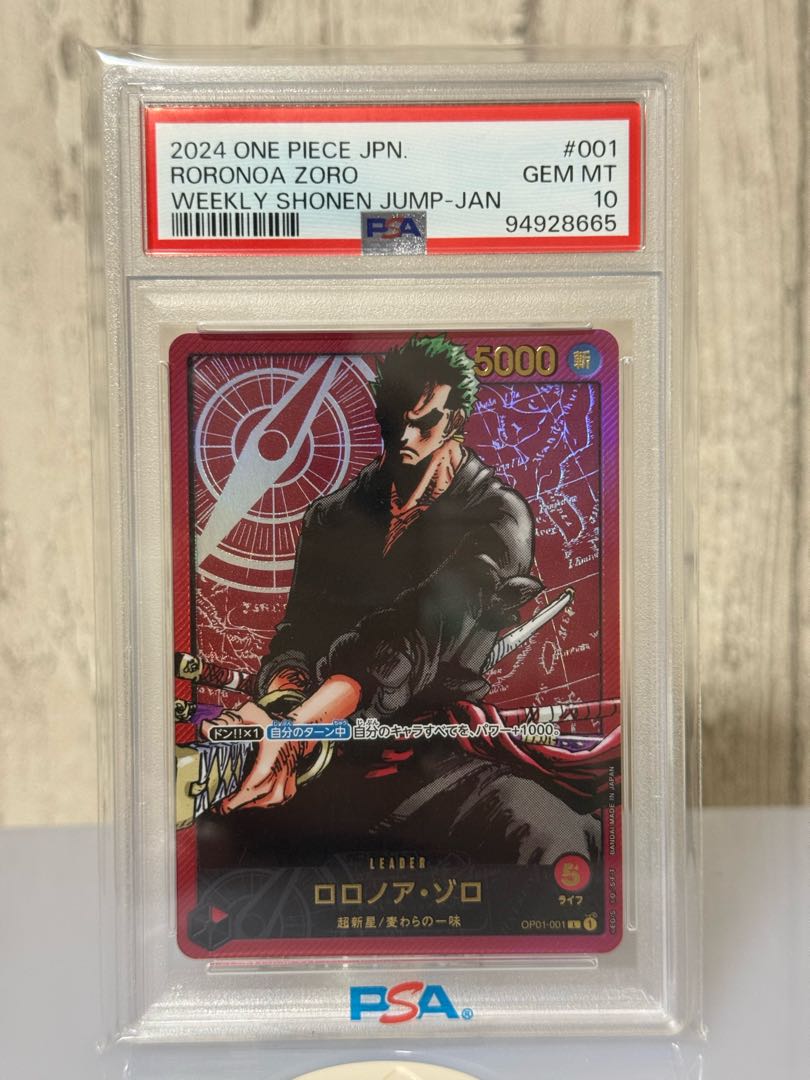 2024 ONE PIECE JPN. #001
RORONOA ZORO GEM MT
WEEKLY SHONEN JUMP-JAN 10
PSA 94928665
5000 斬
ドン!!×1 自分のターン中 自分のキャラすべてを、パワー+1000。
LEADER
ロロノア・ゾロ
5
ライフ
超新星/麦わらの一味
OP01-001 L 1
BANDAI MADE IN JAPAN
PSA